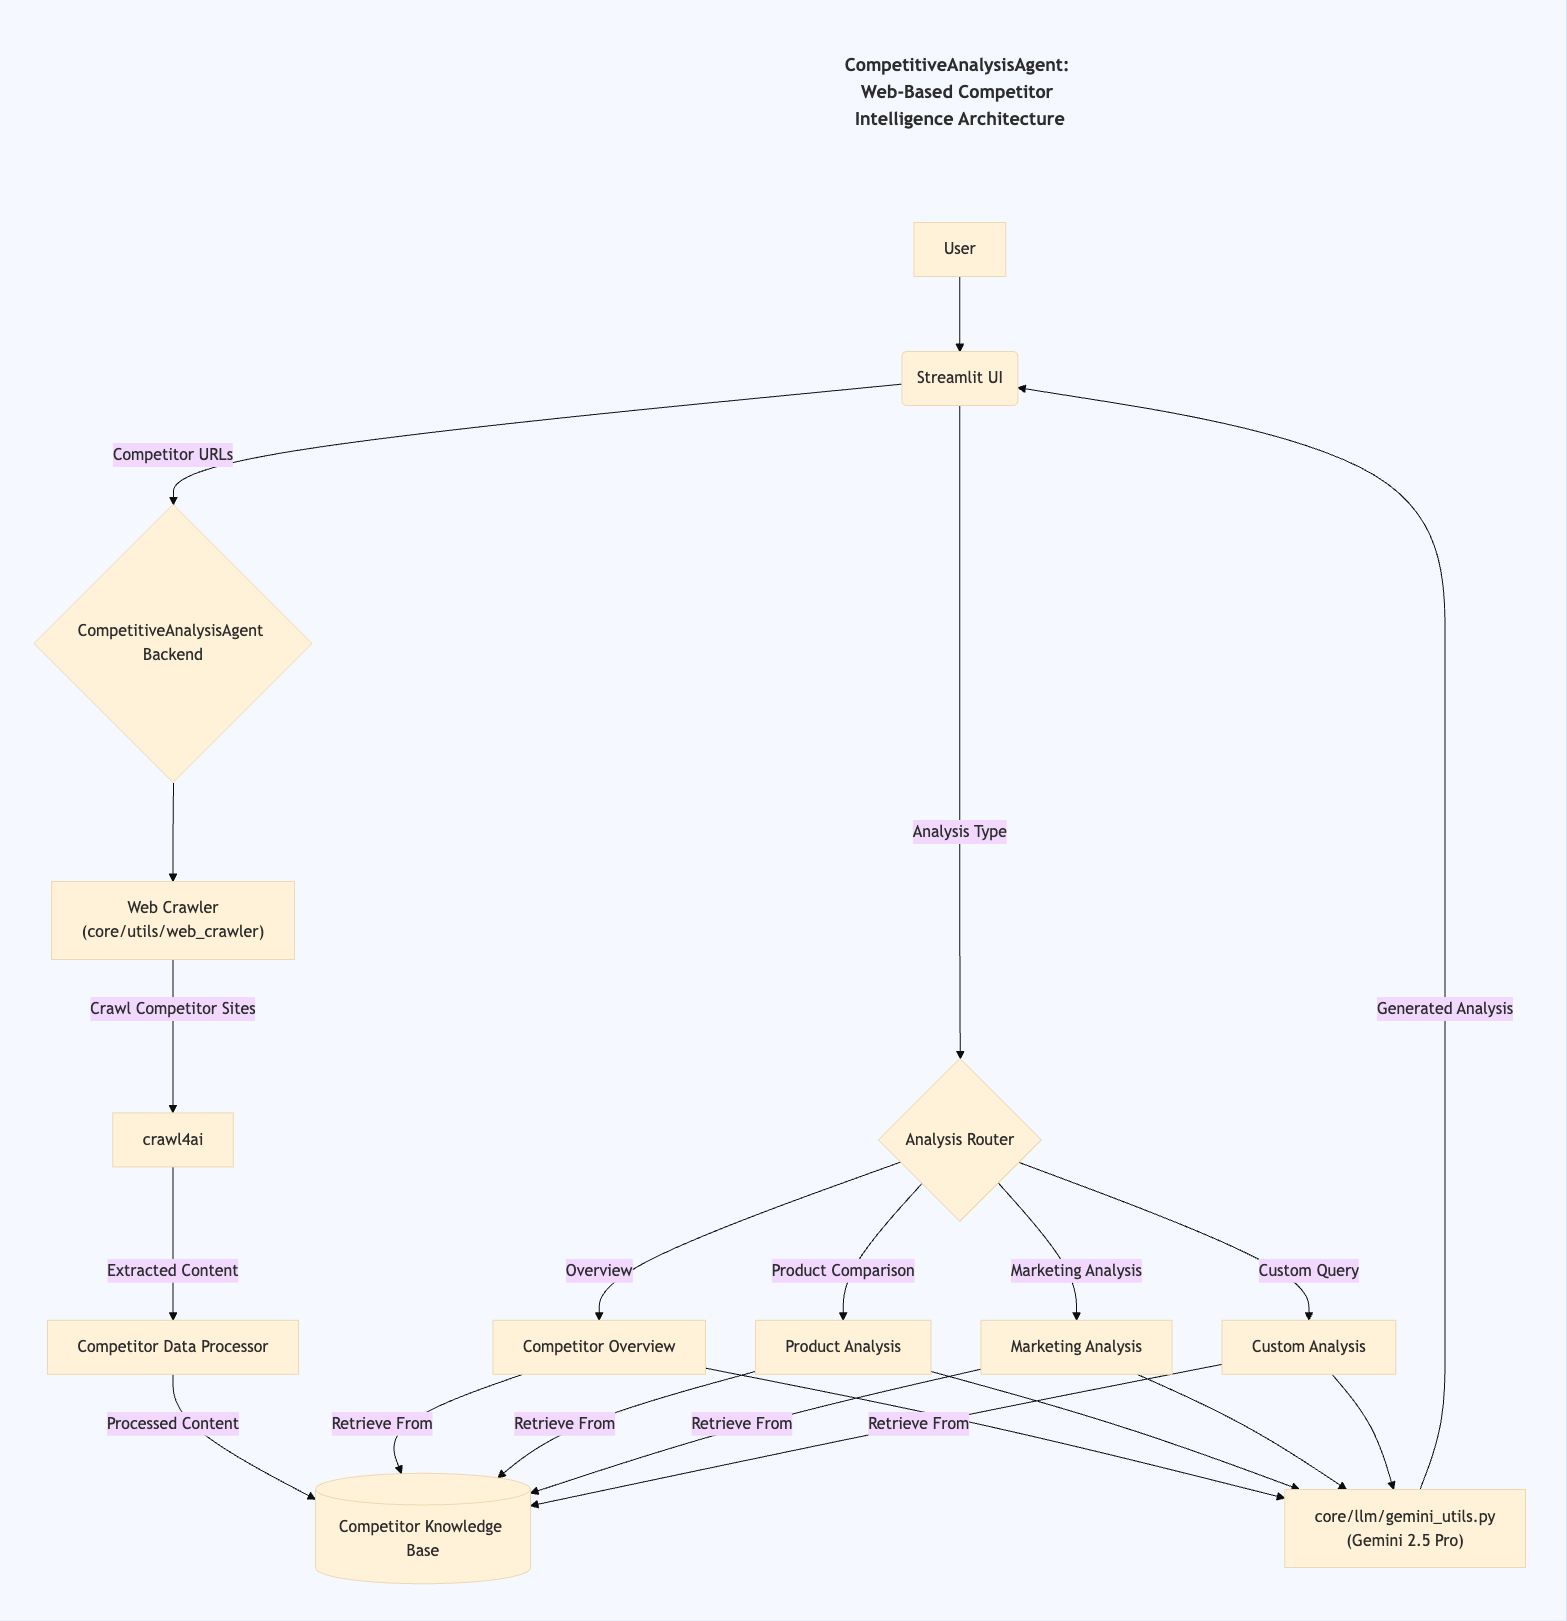 CompetitiveAnalysisAgent:
Web-Based Competitor
Intelligence Architecture
User
Streamlit UI
Competitor URLs
CompetitiveAnalysisAgent
Backend
Analysis Type
Web Crawler
(core/utils/web_crawler)
Crawl Competitor Sites
Generated Analysis
crawl4ai
Analysis Router
Extracted Content
Overview
Product Comparison
Marketing Analysis
Custom Query
Competitor Data Processor
Competitor Overview
Product Analysis
Marketing Analysis
Custom Analysis
Processed Content
Retrieve From
Retrieve From
Retrieve From
Retrieve From
Competitor Knowledge
Base
core/llm/gemini_utils.py
(Gemini 2.5 Pro)